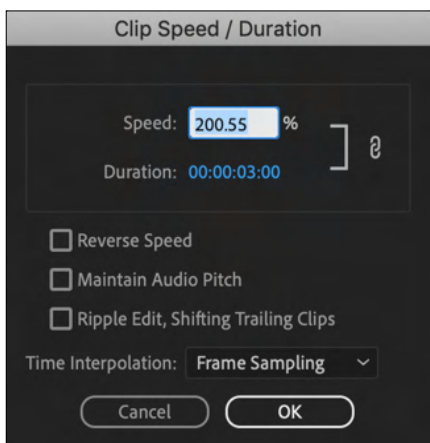 Clip Speed / Duration
Speed: 200.55 %
Duration: 00:00:03:00
Reverse Speed
Maintain Audio Pitch
Ripple Edit, Shifting Trailing Clips
Time Interpolation: Frame Sampling
Cancel OK